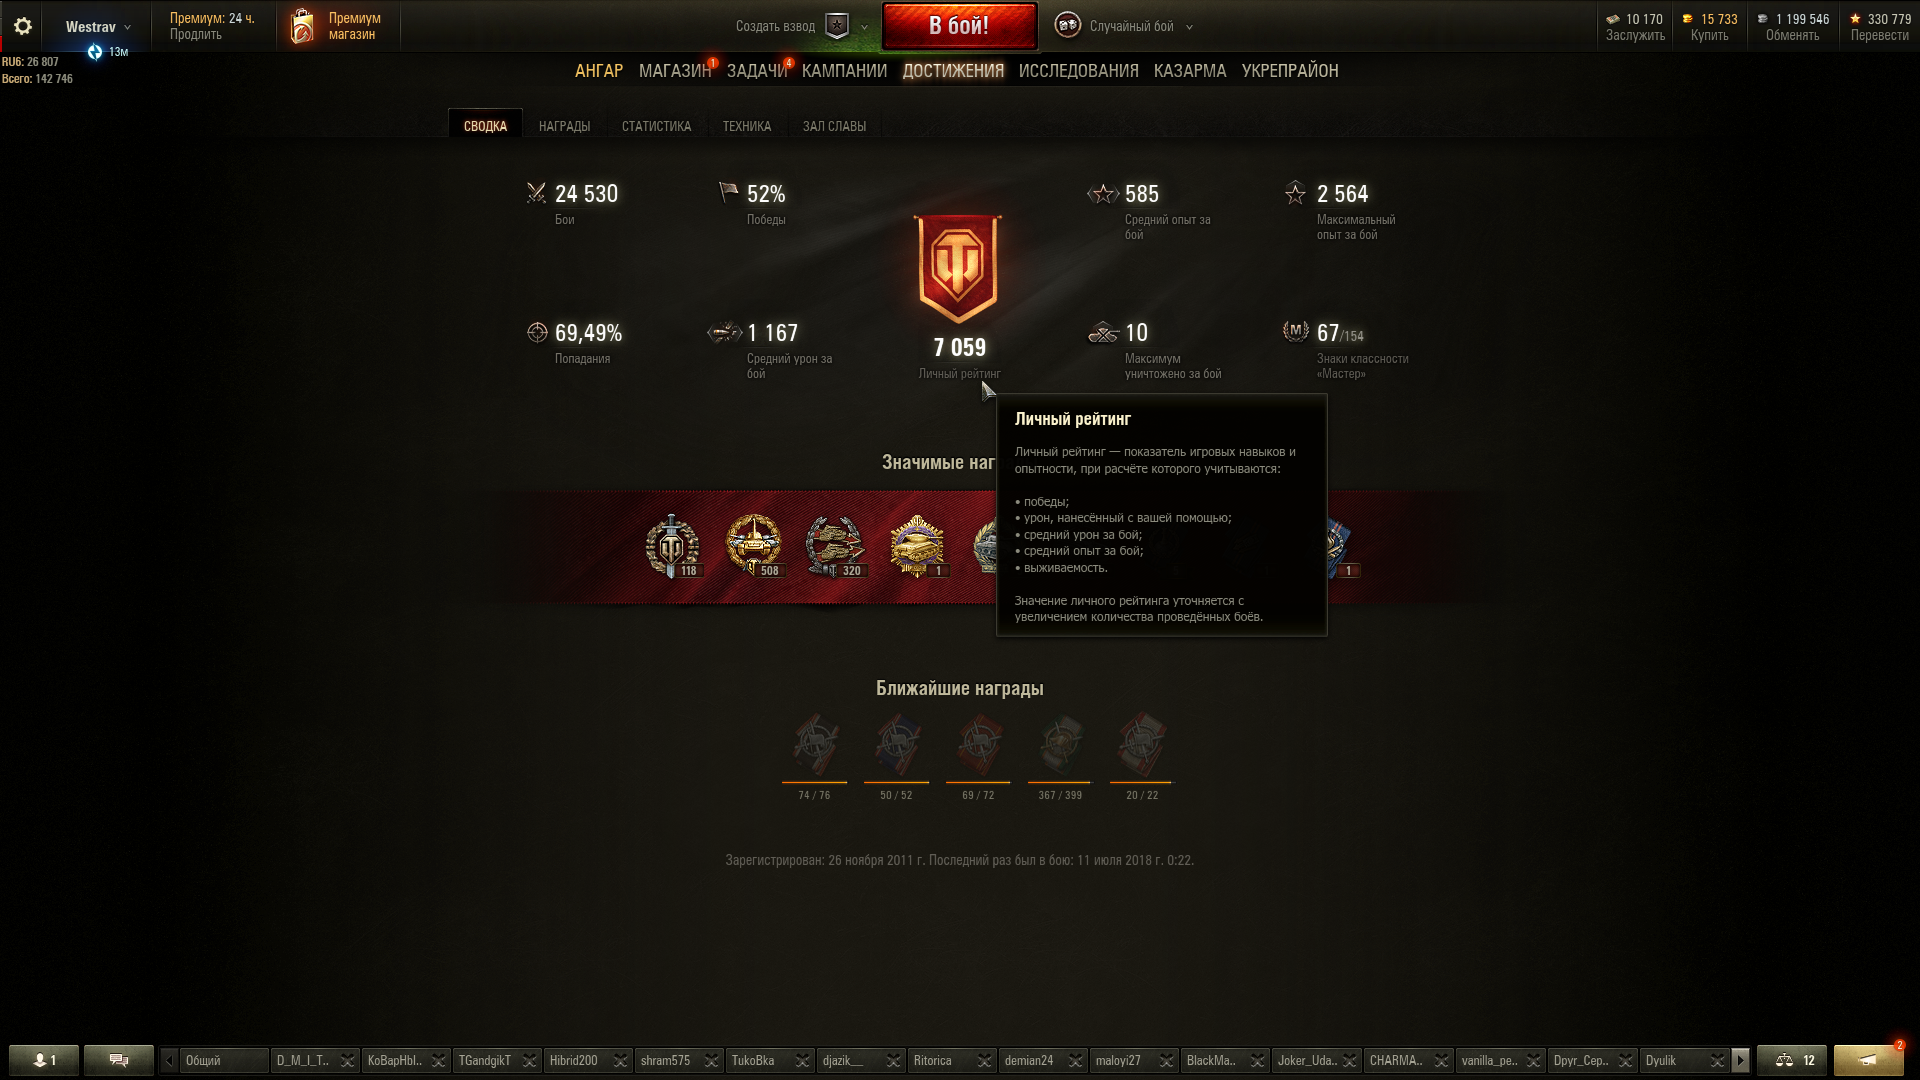 Westrav
Премиум: 24 ч.
Продлить
Премиум
магазин
Создать взвод
В бой!
Случайный бой
10 170
Заслужить
15 733
Купить
1 199 546
Обменять
330 779
Перевести
13м
RU6: 26 807
Всего: 142 746
АНГАР
МАГАЗИН
1
ЗАДАЧИ
4
КАМПАНИИ
ДОСТИЖЕНИЯ
ИССЛЕДОВАНИЯ
КАЗАРМА
УКРЕПРАЙОН
СВОДКА
НАГРАДЫ
СТАТИСТИКА
ТЕХНИКА
ЗАЛ СЛАВЫ
24 530
Бои
52%
Победы
585
Средний опыт за
бой
2 564
Максимальный
опыт за бой
69,49%
Попадания
1 167
Средний урон за
бой
7 059
Личный рейтинг
10
Максимум
уничтожено за бой
67/154
Знаки классности
«Мастер»
Личный рейтинг
Личный рейтинг — показатель игровых навыков и
опытности, при расчёте которого учитываются:
• победы;
• урон, нанесённый с вашей помощью;
• средний урон за бой;
• средний опыт за бой;
• выживаемость.
Значение личного рейтинга уточняется с
увеличением количества проведённых боёв.
Значимые наг
118
508
320
1
1
Ближайшие награды
74 / 76
50 / 52
69 / 72
367 / 399
20 / 22
Зарегистрирован: 26 ноября 2011 г. Последний раз был в бою: 11 июля 2018 г. 0:22.
1
Общий
D_M_I_T..
KoBapHbI..
TGandgikT
Hibrid200
shram575
TukoBka
djazik__
Ritorica
demian24
maloyi27
BlackMa..
Joker_Uda..
CHARMA..
vanilla_pe..
Dpyr_Cep..
Dyulik
12
2